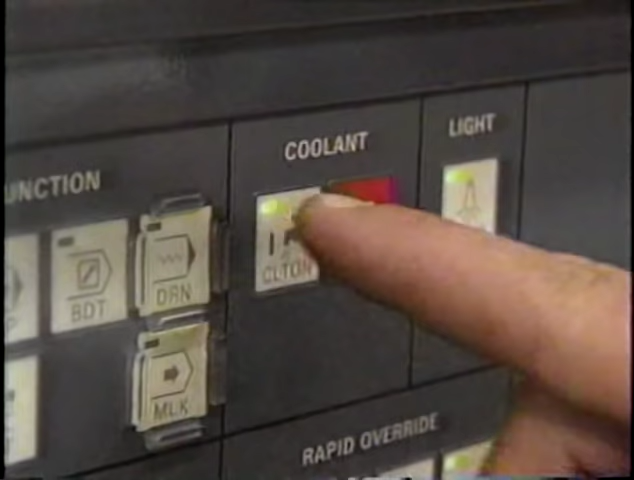 UNCTION
COOLANT
LIGHT
CLTON
BDT
DRN
MLK
RAPID OVERRIDE